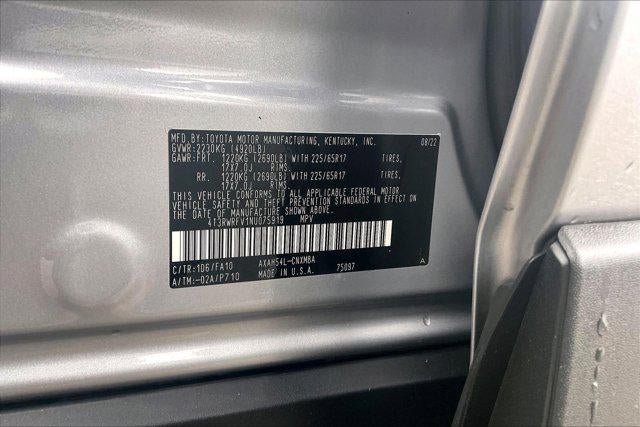 MFD.BY:TOYOTA MOTOR MANUFACTURING, KENTUCKY, INC. 08/22
GVWR:2230KG (4920LB)
GAWR:FRT. 1220KG (2690LB) WITH 225/65R17 TIRES,
17X7.0J RIMS.
RR. 1220KG (2690LB) WITH 225/65R17 TIRES,
17X7.0J RIMS.
THIS VEHICLE CONFORMS TO ALL APPLICABLE FEDERAL MOTOR
VEHICLE SAFETY AND THEFT PREVENTION STANDARDS IN EFFECT
ON THE DATE OF MANUFACTURE SHOWN ABOVE.
4T3RWRFV1NU075919 MPV
C/TR:1D6/FA10 AXAH54L-CNXMBA
A/TM:-02A/P710 MADE IN U.S.A. 75097 A